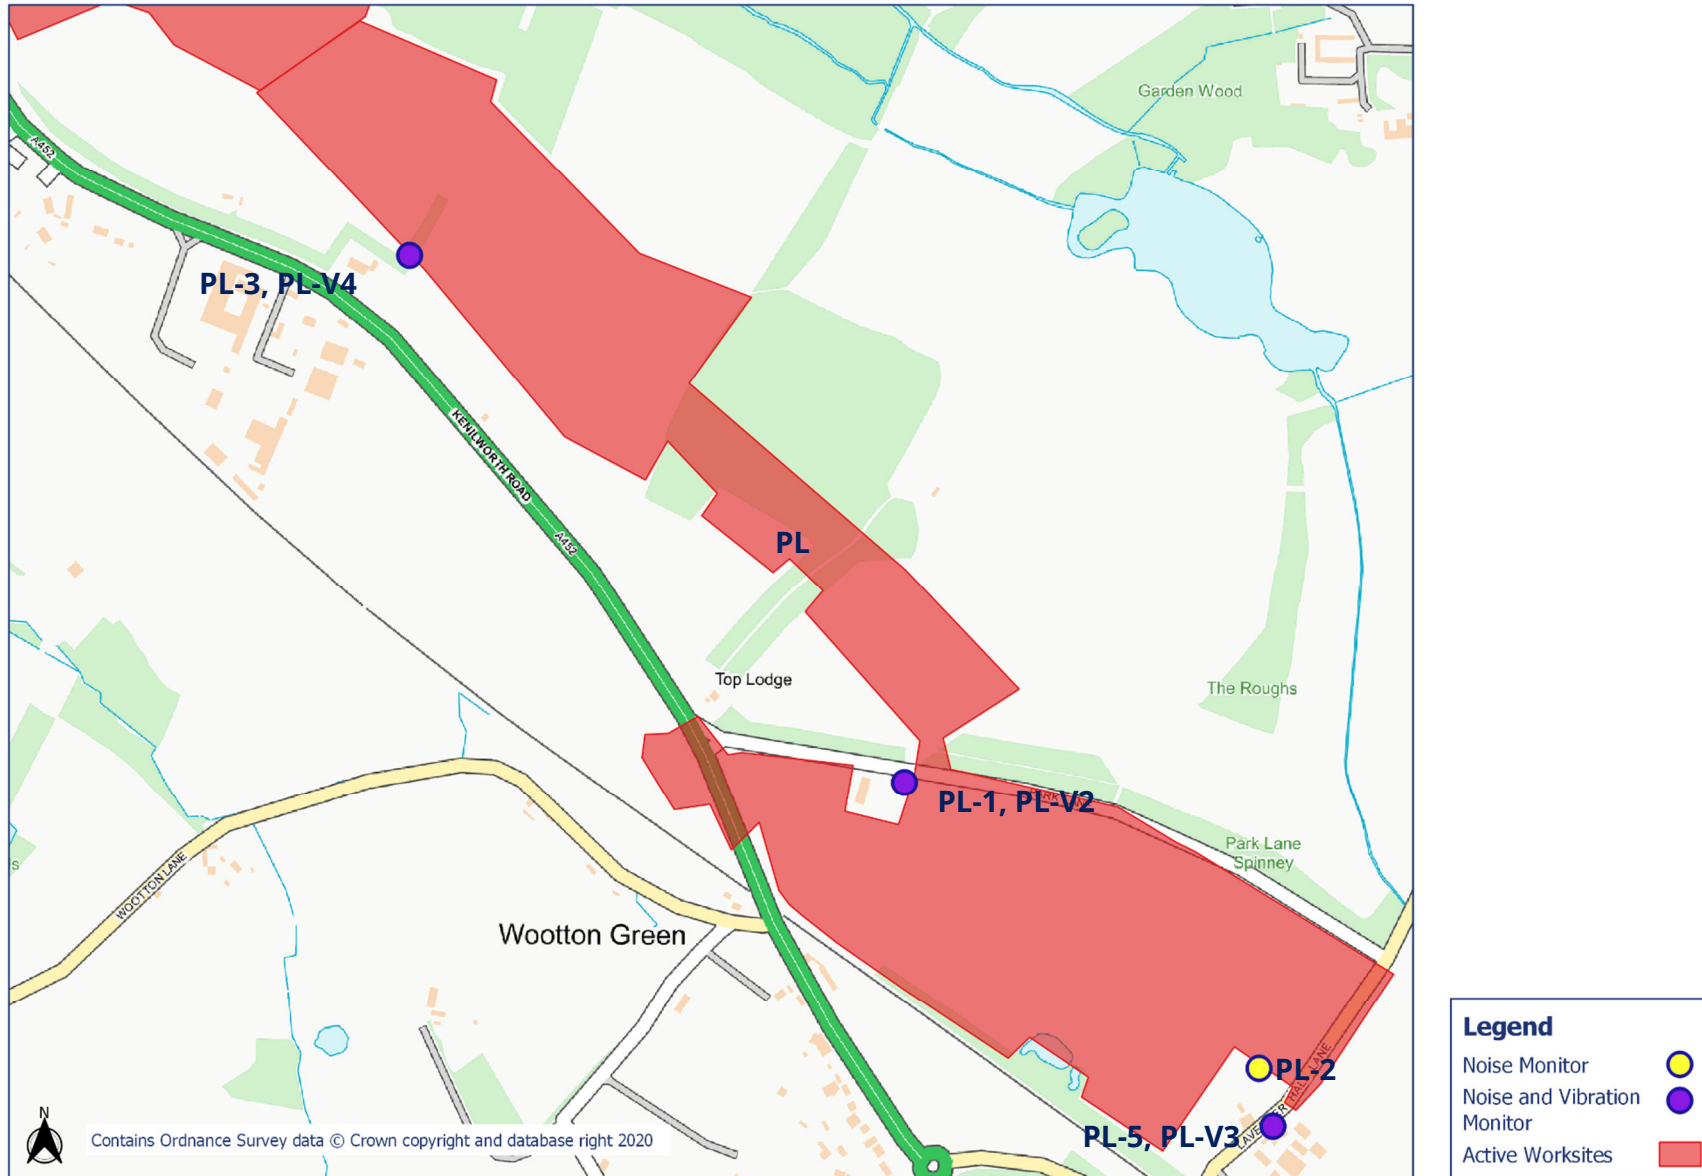 Garden Wood
A452
PL-3, PL-V4
KENILWORTH ROAD
A452
PL
Top Lodge
The Roughs
PL-1, PL-V2
Park Lane
Spinney
WOOTTON LANE
Wootton Green
PL-2
LANE
PL-5, PL-V3
N
Contains Ordnance Survey data © Crown copyright and database right 2020
Legend
Noise Monitor
Noise and Vibration
Monitor
Active Worksites